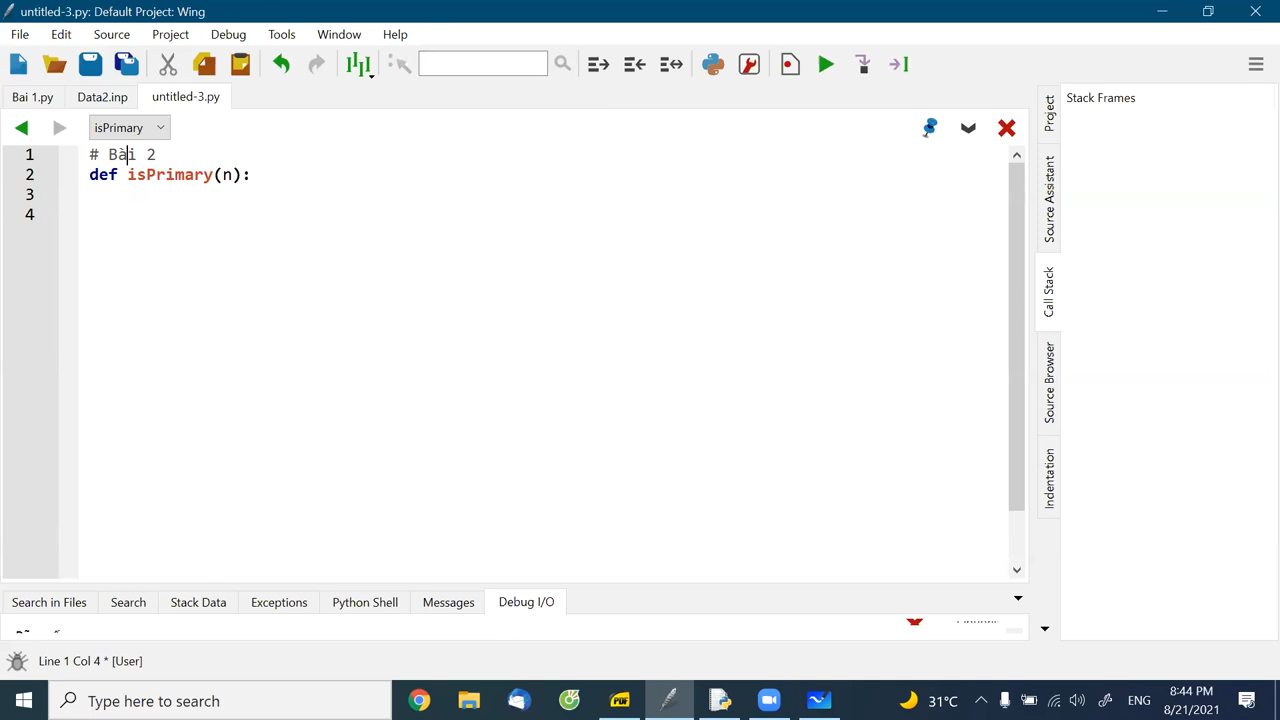 untitled-3.py: Default Project: Wing
File Edit Source Project Debug Tools Window Help
Bai 1.py Data2.inp untitled-3.py
Stack Frames
isPrimary
1 # Bài 2
2 def isPrimary(n):
3
4
Project
Source Assistant
Call Stack
Source Browser
Indentation
Search in Files Search Stack Data Exceptions Python Shell Messages Debug I/O
Line 1 Col 4 * [User]
Type here to search
PDF
31°C ENG 8:44 PM
8/21/2021